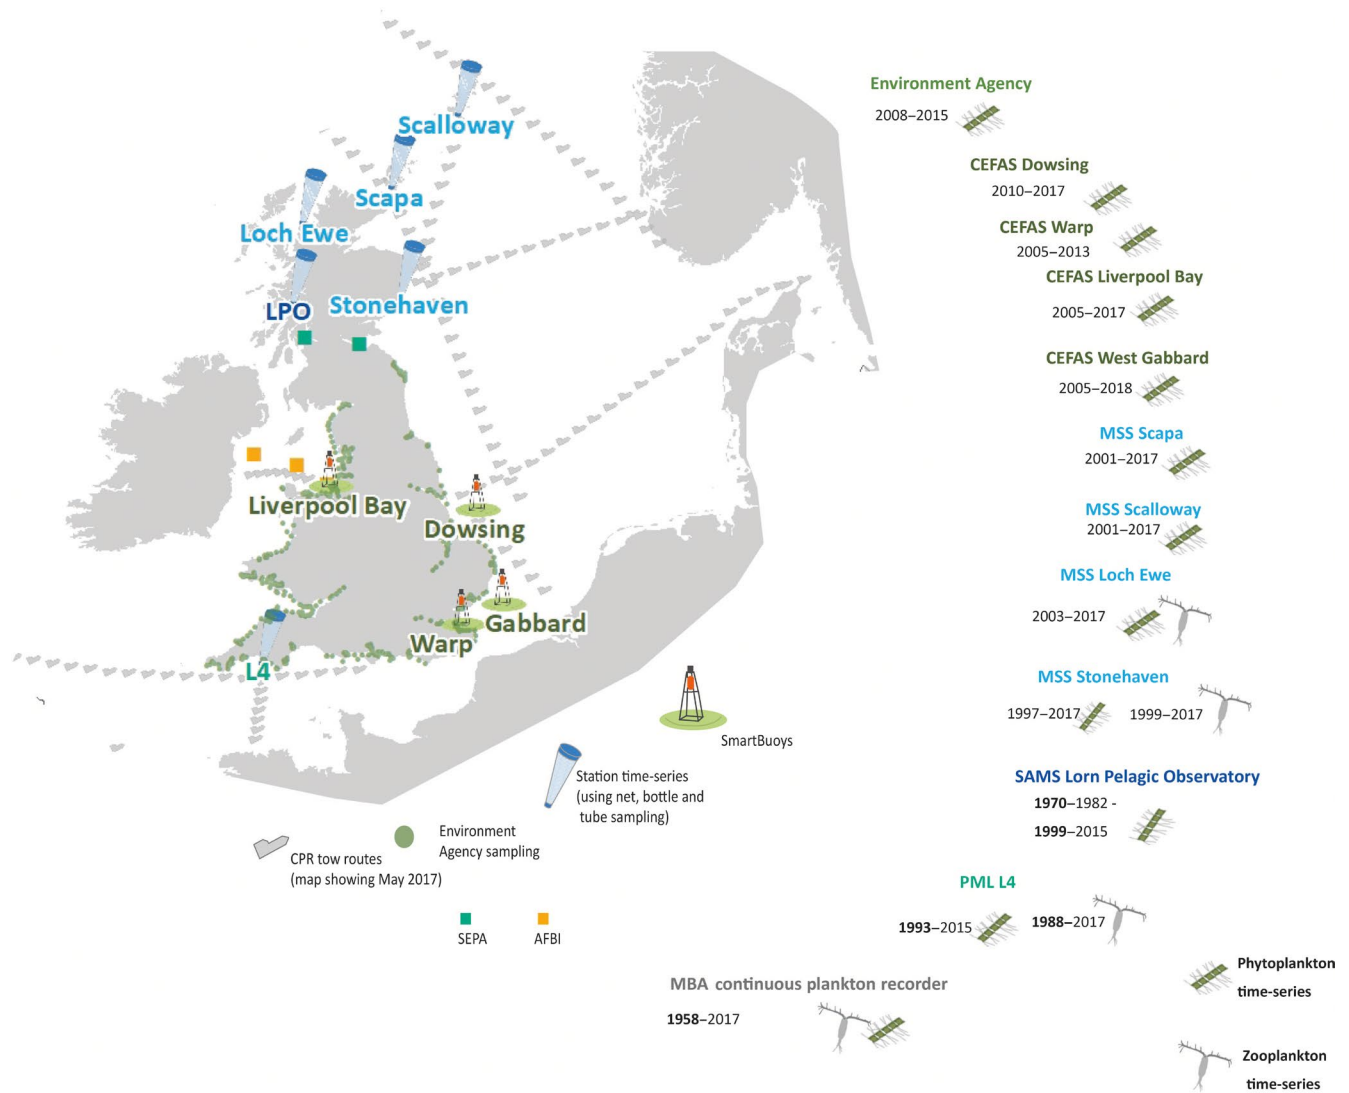 Scalloway
Scapa
Loch Ewe
LPO
Stonehaven
Liverpool Bay
Dowsing
Gabbard
Warp
L4
SmartBuoys
Station time-series
(using net, bottle and
tube sampling)
Environment
Agency sampling
CPR tow routes
(map showing May 2017)
SEPA
AFBI
Environment Agency
2008–2015
CEFAS Dowsing
2010–2017
CEFAS Warp
2005–2013
CEFAS Liverpool Bay
2005–2017
CEFAS West Gabbard
2005–2018
MSS Scapa
2001–2017
MSS Scalloway
2001–2017
MSS Loch Ewe
2003–2017
MSS Stonehaven
1997–2017 1999–2017
SAMS Lorn Pelagic Observatory
1970–1982 -
1999–2015
PML L4
1993–2015 1988–2017
MBA continuous plankton recorder
1958–2017
Phytoplankton
time-series
Zooplankton
time-series